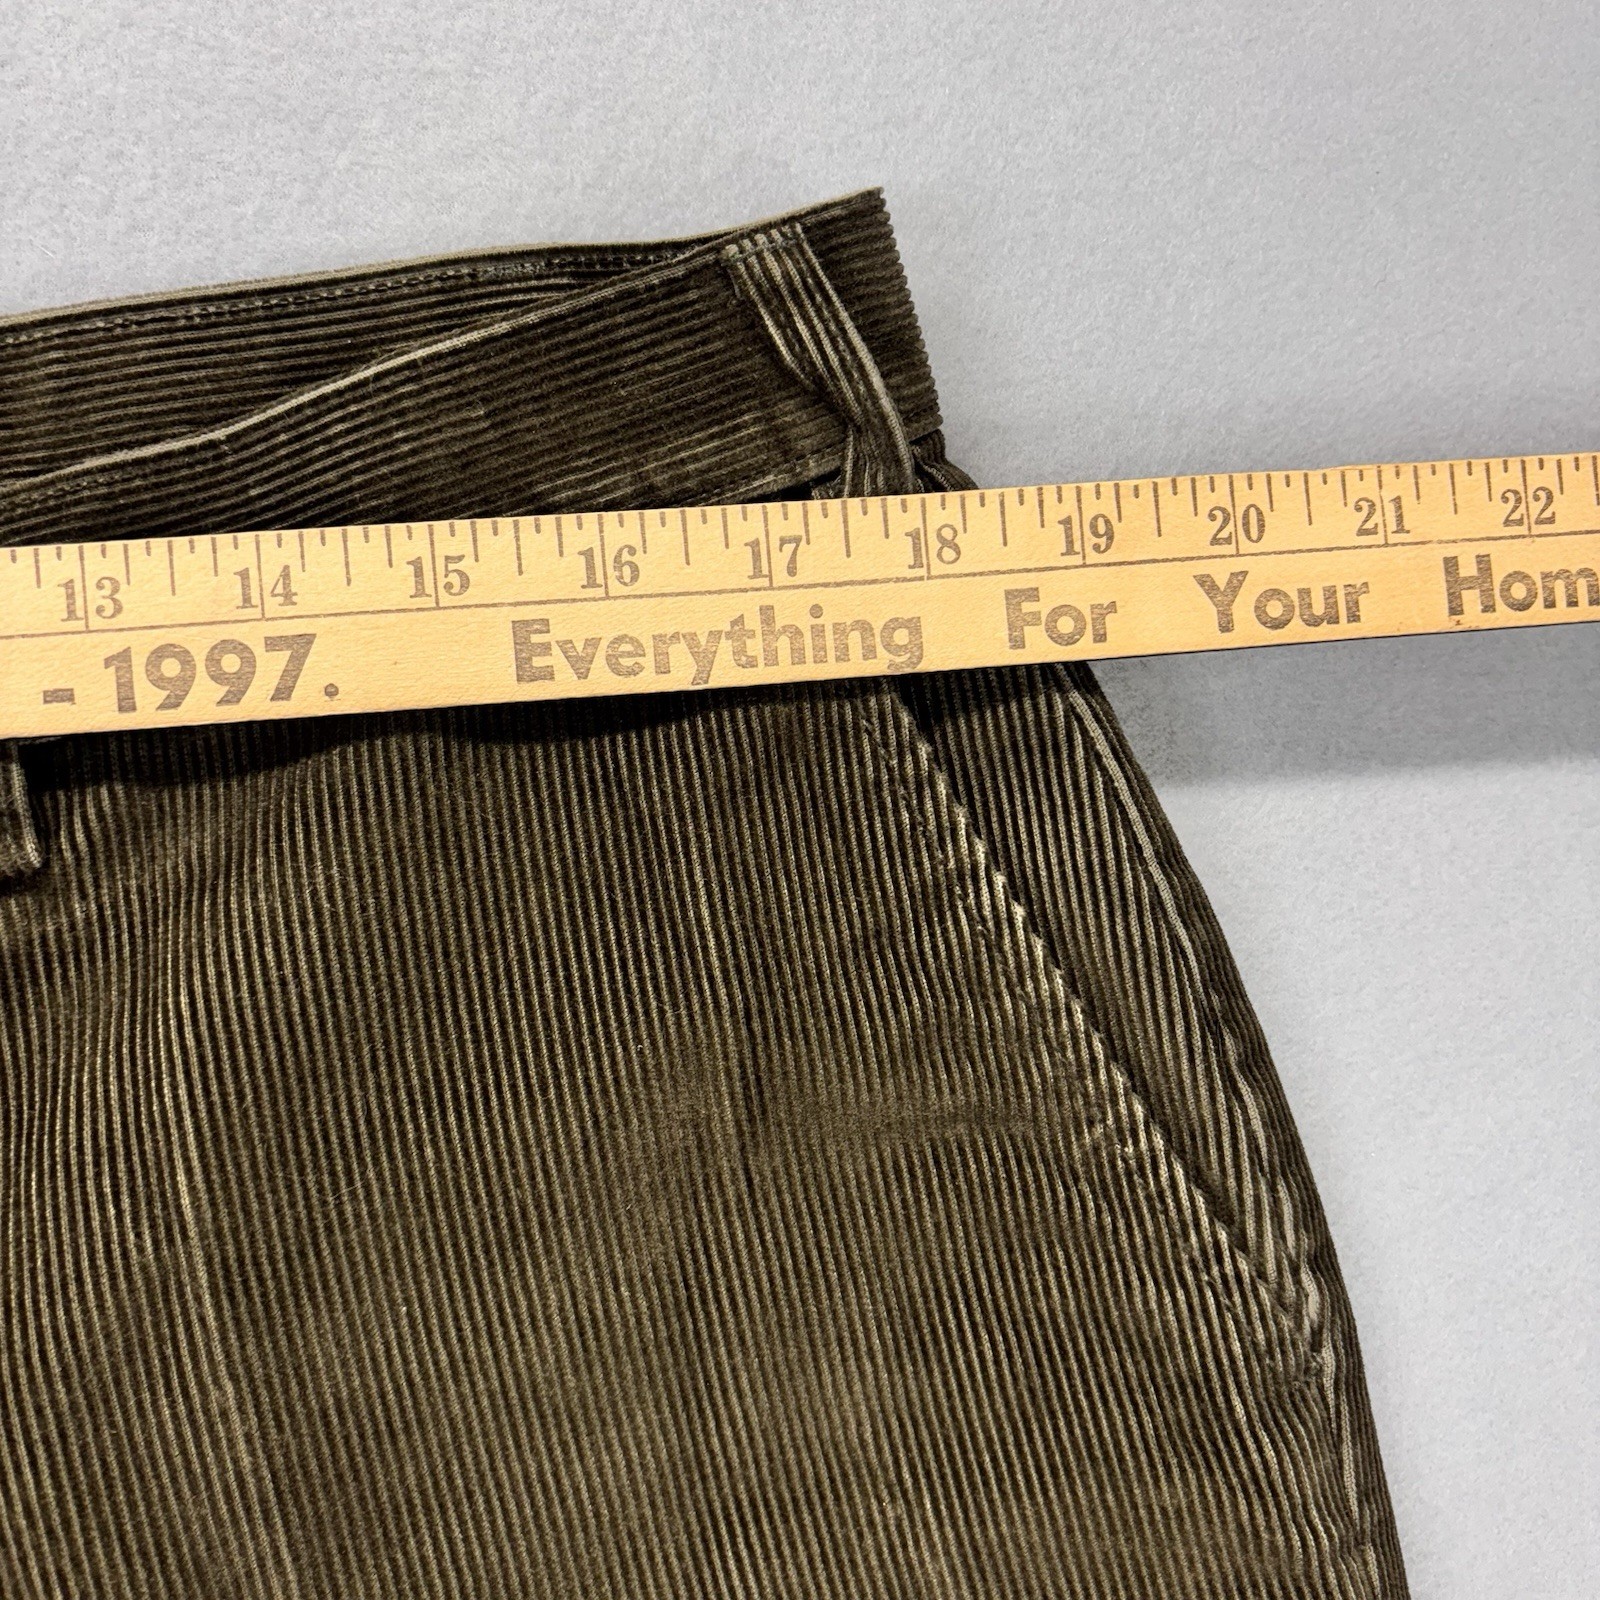 13 14 15 16 17 18 19 20 21 22
- 1997. Everything For Your Hom